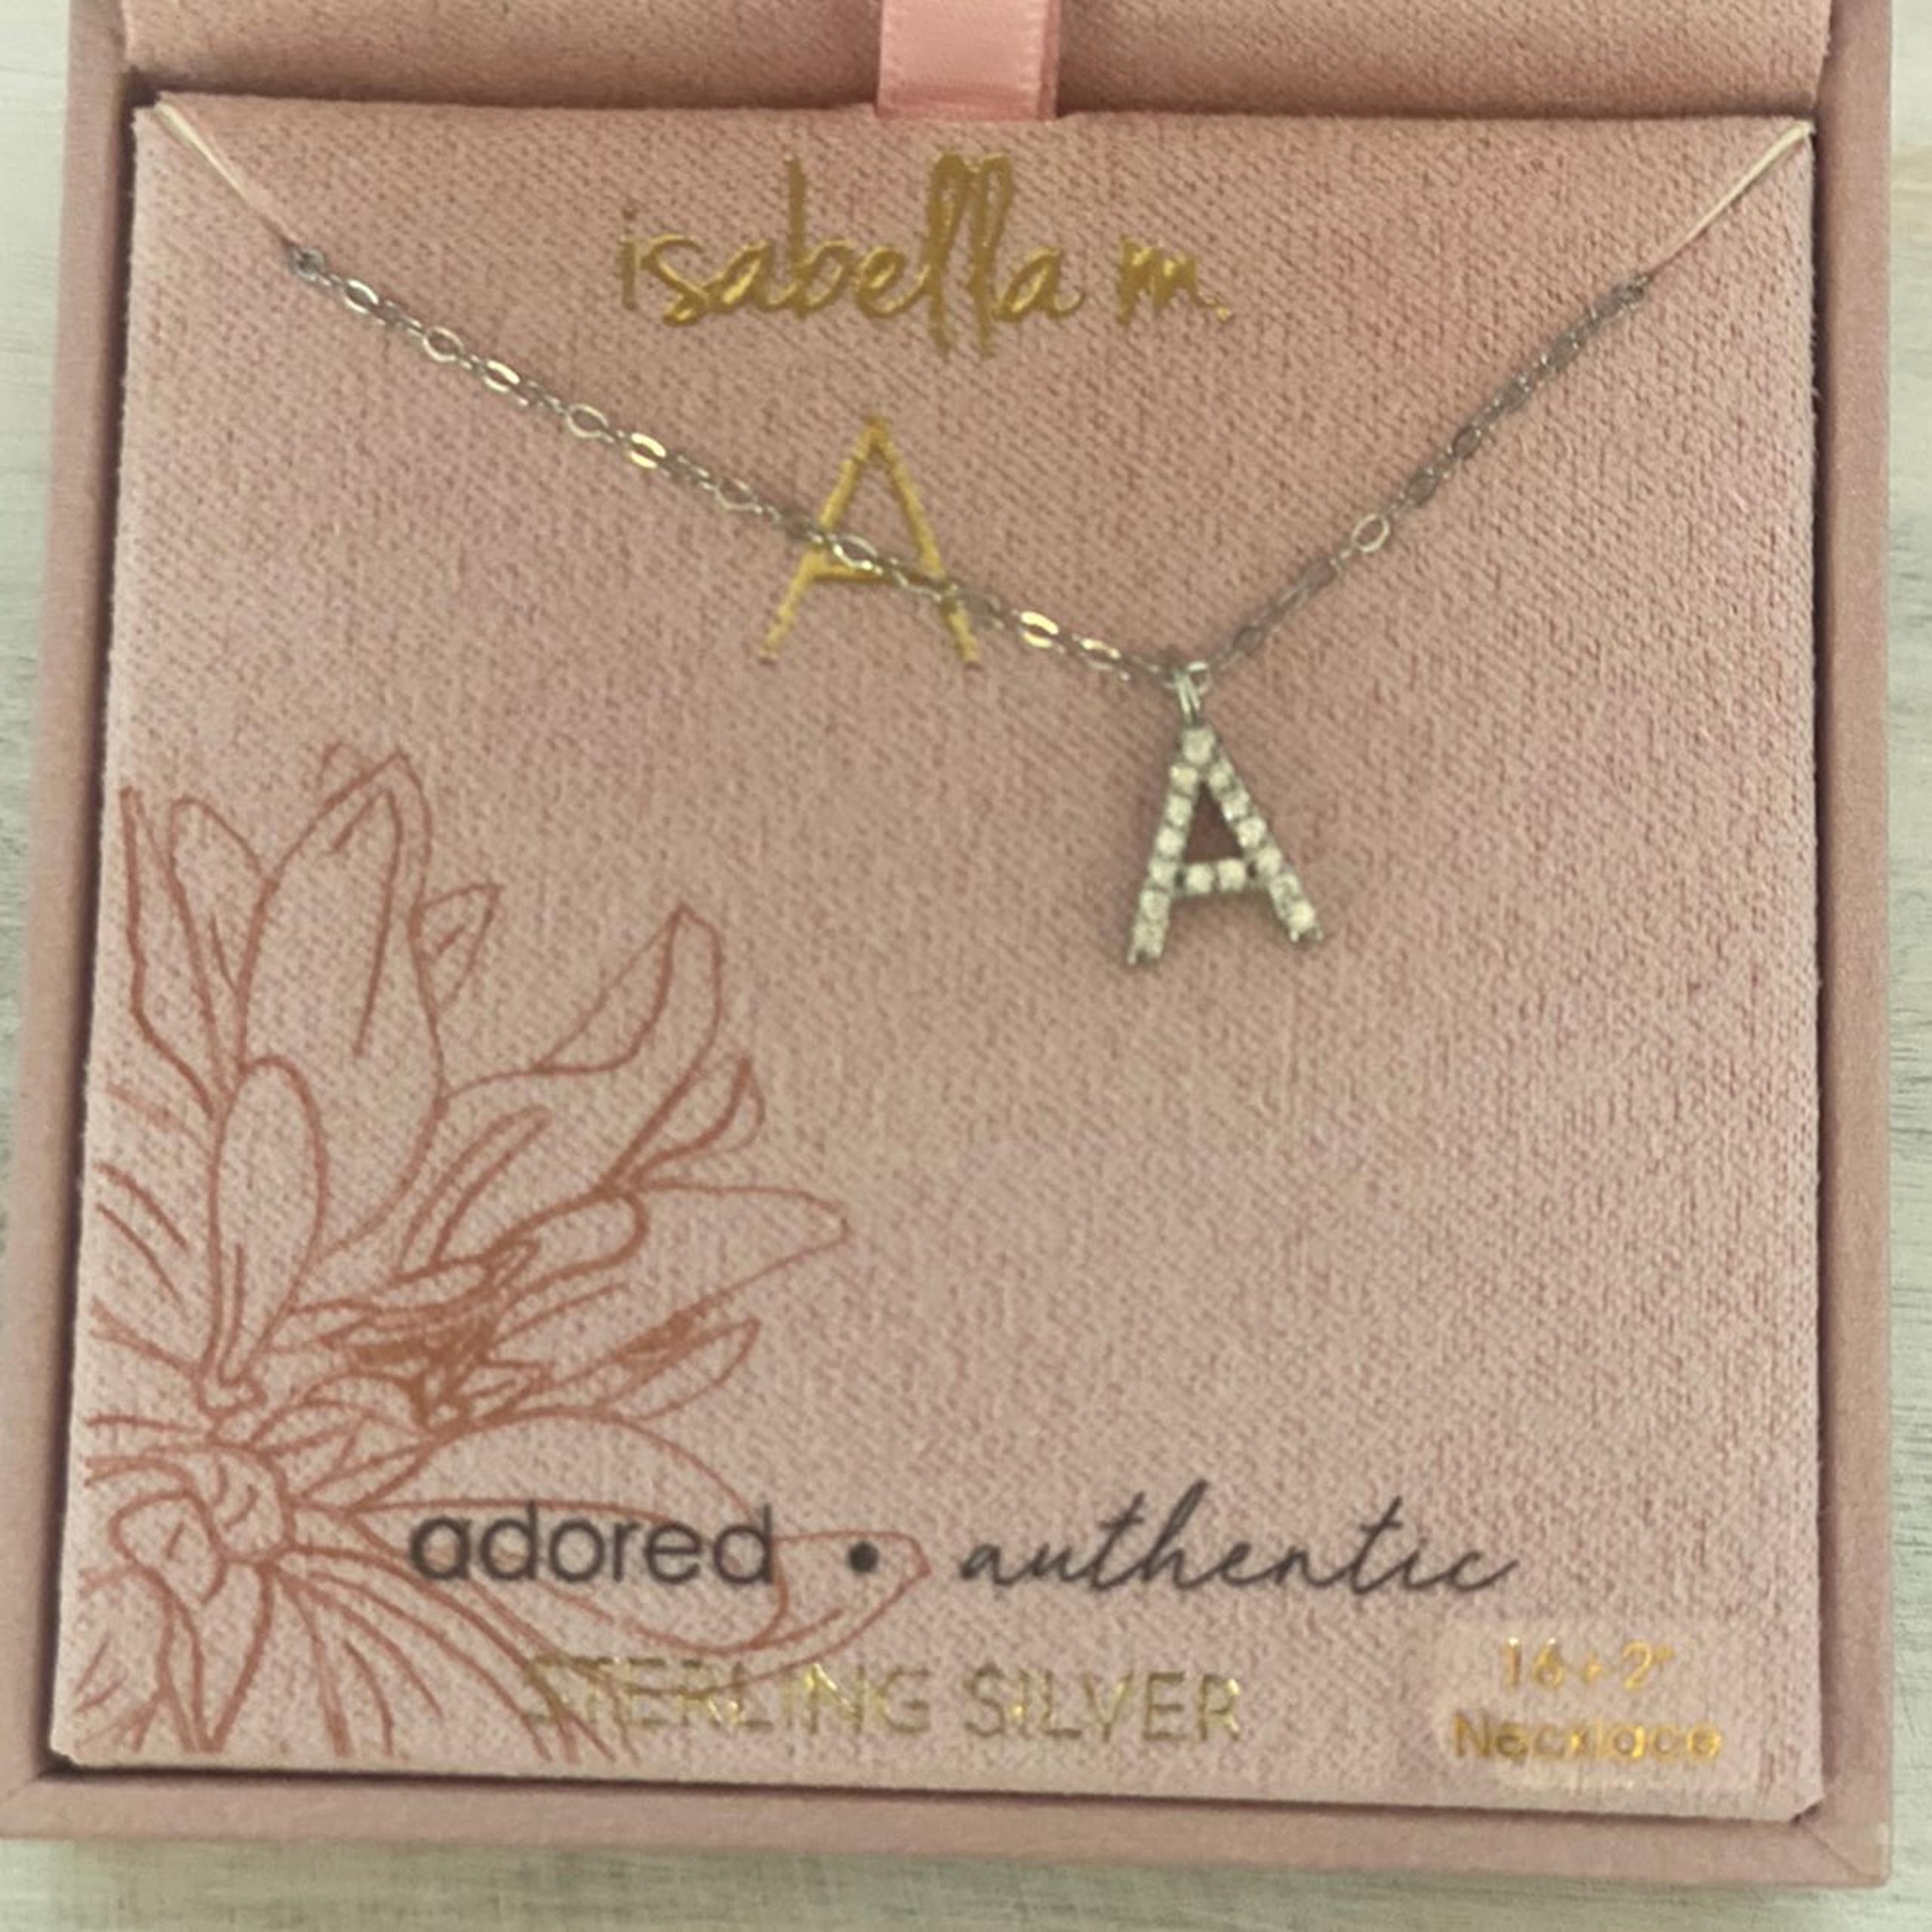 isabella m.
A
A
adored • authentic
STERLING SILVER
16+2"
Necklace